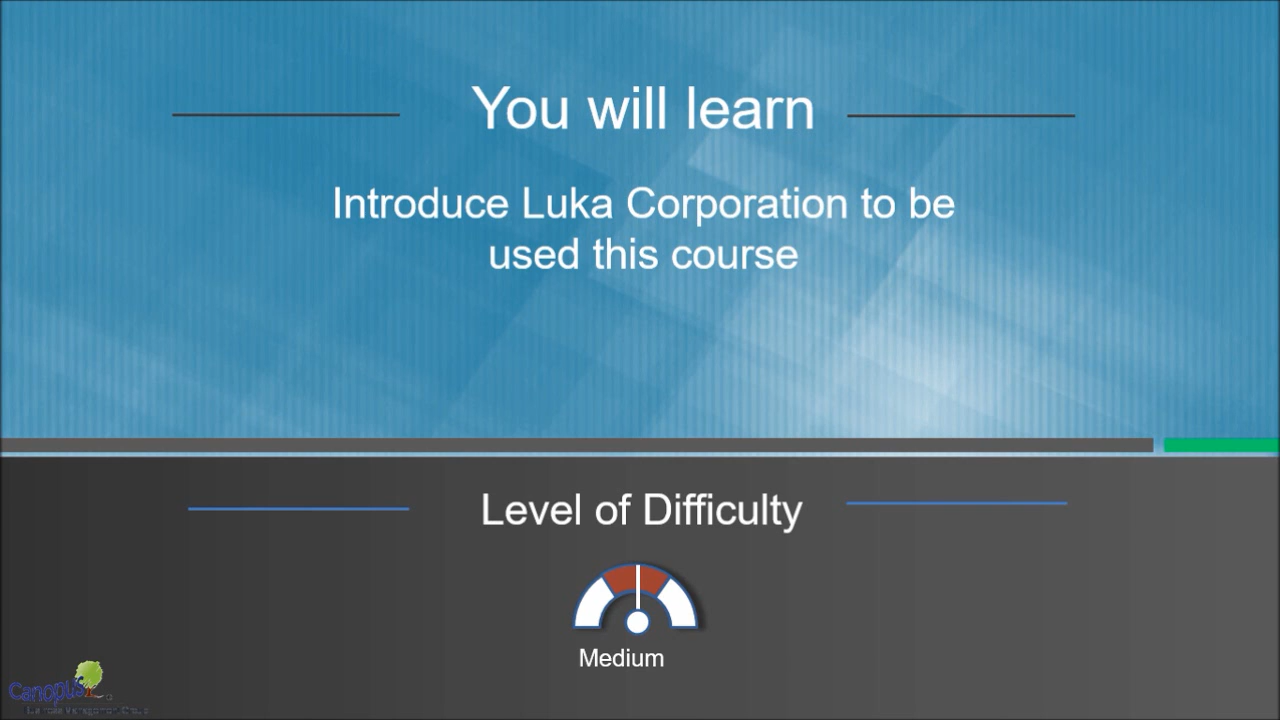 You will learn
Introduce Luka Corporation to be
used this course
Level of Difficulty
Medium
Canopus